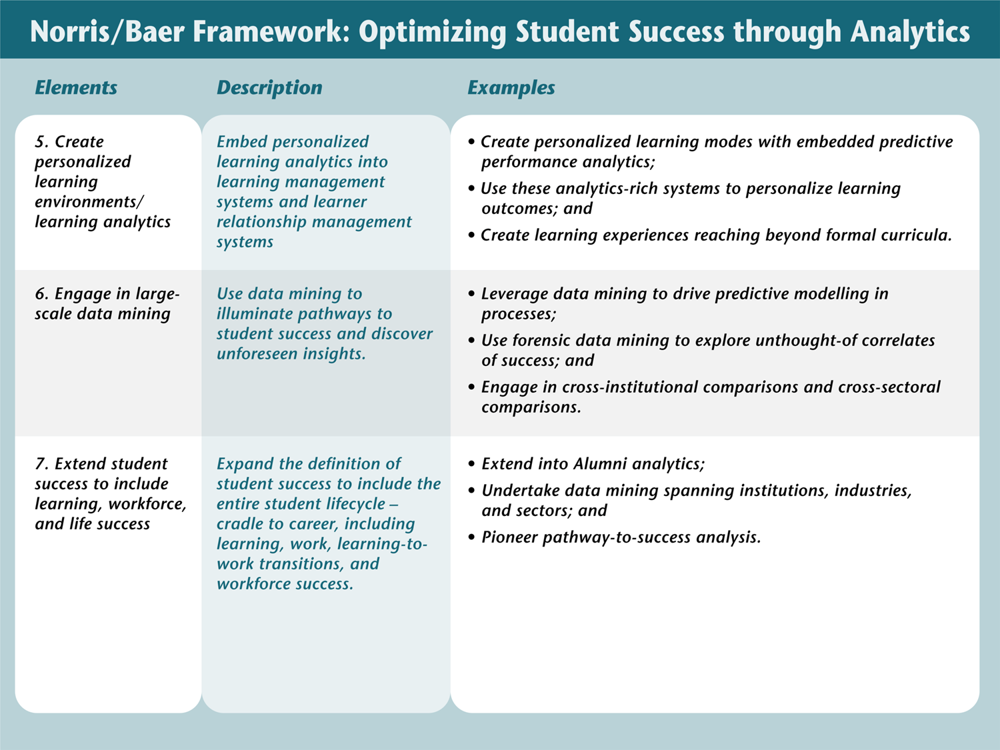 Norris/Baer Framework: Optimizing Student Success through Analytics
Elements
Description
Examples
5. Create
personalized
learning
environments/
learning analytics
Embed personalized
learning analytics into
learning management
systems and learner
relationship management
systems
• Create personalized learning modes with embedded predictive
performance analytics;
• Use these analytics-rich systems to personalize learning
outcomes; and
• Create learning experiences reaching beyond formal curricula.
6. Engage in large-
scale data mining
Use data mining to
illuminate pathways to
student success and discover
unforeseen insights.
• Leverage data mining to drive predictive modelling in
processes;
• Use forensic data mining to explore unthought-of correlates
of success; and
• Engage in cross-institutional comparisons and cross-sectoral
comparisons.
7. Extend student
success to include
learning, workforce,
and life success
Expand the definition of
student success to include the
entire student lifecycle –
cradle to career, including
learning, work, learning-to-
work transitions, and
workforce success.
• Extend into Alumni analytics;
• Undertake data mining spanning institutions, industries,
and sectors; and
• Pioneer pathway-to-success analysis.